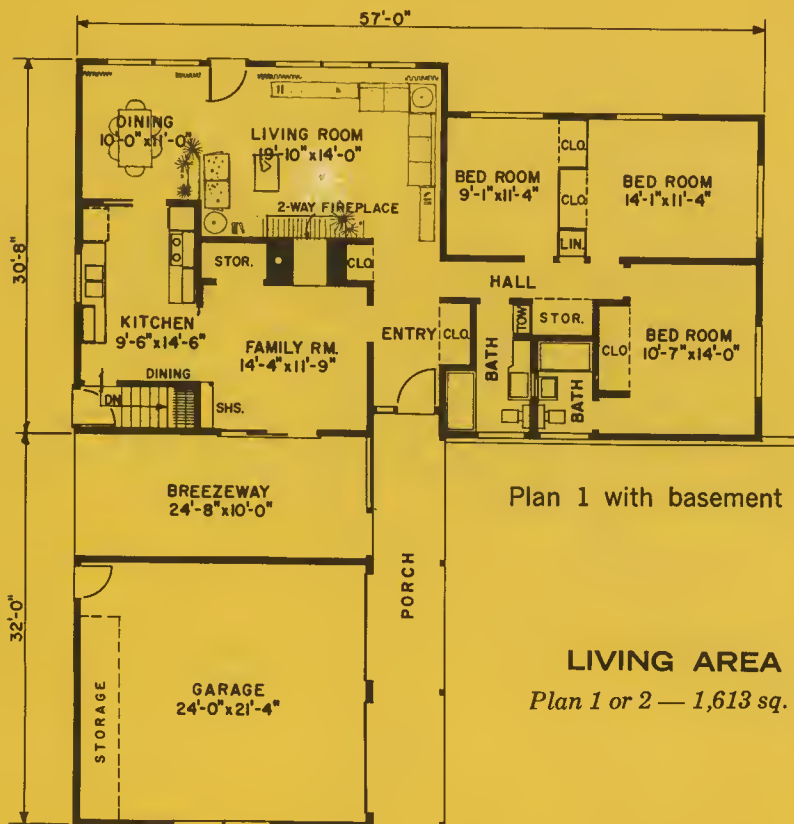 57'-0"
30'-8"
32'-0"
DINING
10'-0"x11'-0"
LIVING ROOM
19'-10"x14'-0"
2-WAY FIREPLACE
BED ROOM
9'-1"x11'-4"
CLO.
CLO.
LIN.
BED ROOM
14'-1"x11'-4"
STOR.
CLO.
HALL
KITCHEN
9'-6"x14'-6"
FAMILY RM.
14'-4"x11'-9"
ENTRY
CLO.
BATH
TOW.
STOR.
BATH
CLO.
BED ROOM
10'-7"x14'-0"
DINING
DN
SHS.
BREEZEWAY
24'-8"x10'-0"
Plan 1 with basement
PORCH
GARAGE
24'-0"x21'-4"
STORAGE
LIVING AREA
Plan 1 or 2 — 1,613 sq.